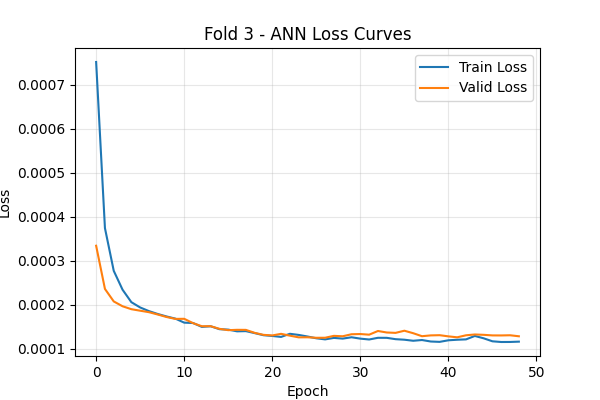 Fold 3 - ANN Loss Curves
Train Loss
Valid Loss
0.0007
0.0006
0.0005
0.0004
0.0003
0.0002
0.0001
Loss
0
10
20
30
40
50
Epoch